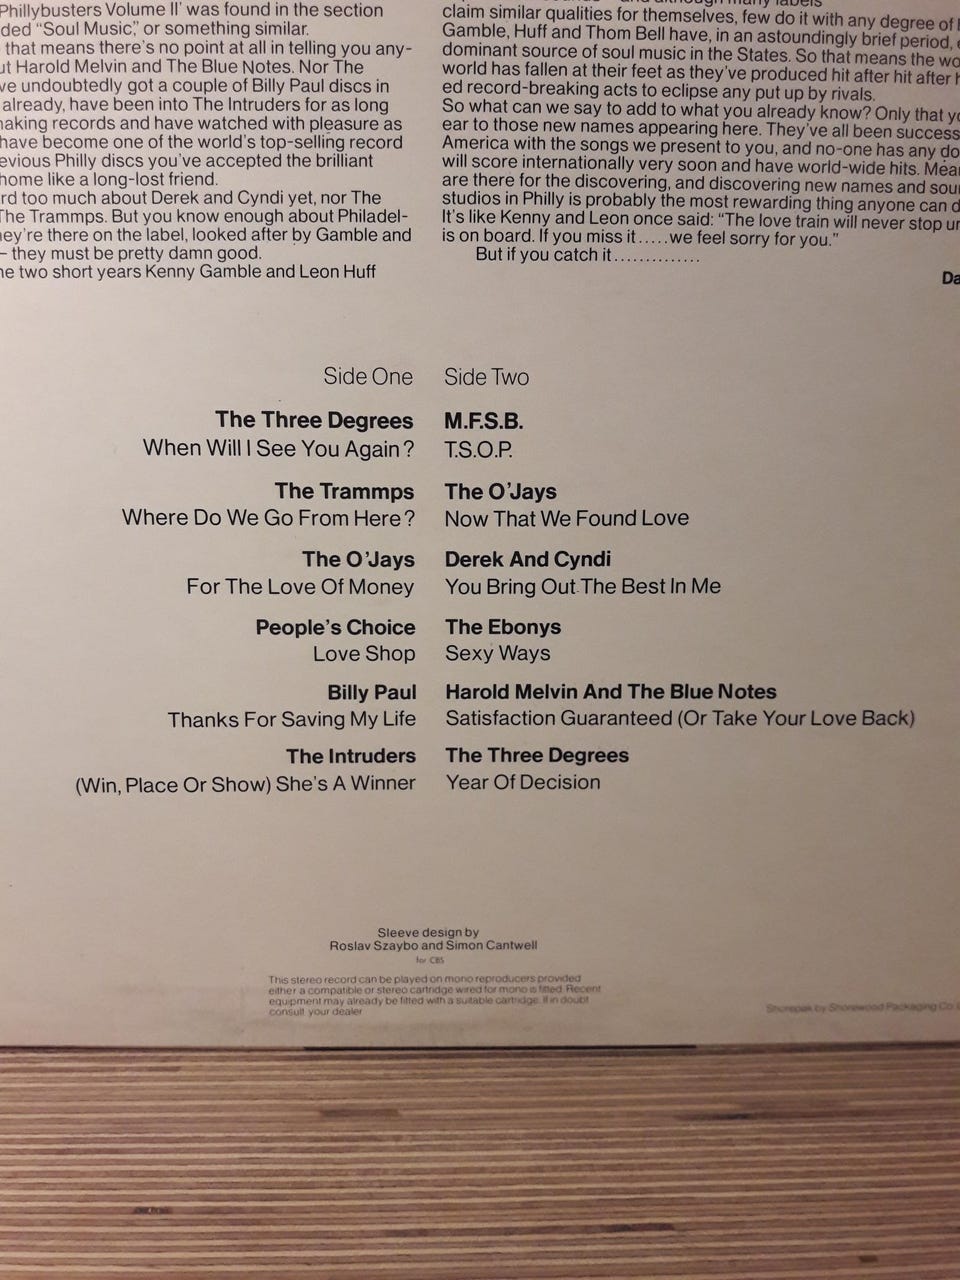 Phillybusters Volume II' was found in the section
ded "Soul Music," or something similar.
that means there's no point at all in telling you any-
ut Harold Melvin and The Blue Notes. Nor The
ve undoubtedly got a couple of Billy Paul discs in
already, have been into The Intruders for as long
aking records and have watched with pleasure as
have become one of the world's top-selling record
evious Philly discs you've accepted the brilliant
home like a long-lost friend.
rd too much about Derek and Cyndi yet, nor The
The Trammps. But you know enough about Philadel-
ey're there on the label, looked after by Gamble and
– they must be pretty damn good.
e two short years Kenny Gamble and Leon Huff
claim similar qualities for themselves, few do it with any degree of
Gamble, Huff and Thom Bell have, in an astoundingly brief period,
dominant source of soul music in the States. So that means the wo
world has fallen at their feet as they've produced hit after hit after h
ed record-breaking acts to eclipse any put up by rivals.
So what can we say to add to what you already know? Only that yo
ear to those new names appearing here. They've all been success
America with the songs we present to you, and no-one has any do
will score internationally very soon and have world-wide hits. Mean
are there for the discovering, and discovering new names and sou
studios in Philly is probably the most rewarding thing anyone can d
It's like Kenny and Leon once said: "The love train will never stop un
is on board. If you miss it.....we feel sorry for you."
But if you catch it..............
Da
Side One
The Three Degrees
When Will I See You Again?
The Trammps
Where Do We Go From Here?
The O'Jays
For The Love Of Money
People's Choice
Love Shop
Billy Paul
Thanks For Saving My Life
The Intruders
(Win, Place Or Show) She's A Winner
Side Two
M.F.S.B.
T.S.O.P.
The O'Jays
Now That We Found Love
Derek And Cyndi
You Bring Out The Best In Me
The Ebonys
Sexy Ways
Harold Melvin And The Blue Notes
Satisfaction Guaranteed (Or Take Your Love Back)
The Three Degrees
Year Of Decision
Sleeve design by
Roslav Szaybo and Simon Cantwell
for CBS
This stereo record can be played on mono reproducers provided
either a compatible or stereo cartridge wired for mono is fitted. Recent
equipment may already be fitted with a suitable cartridge. If in doubt
consult your dealer
Shorepak by Shorewood Packaging Co